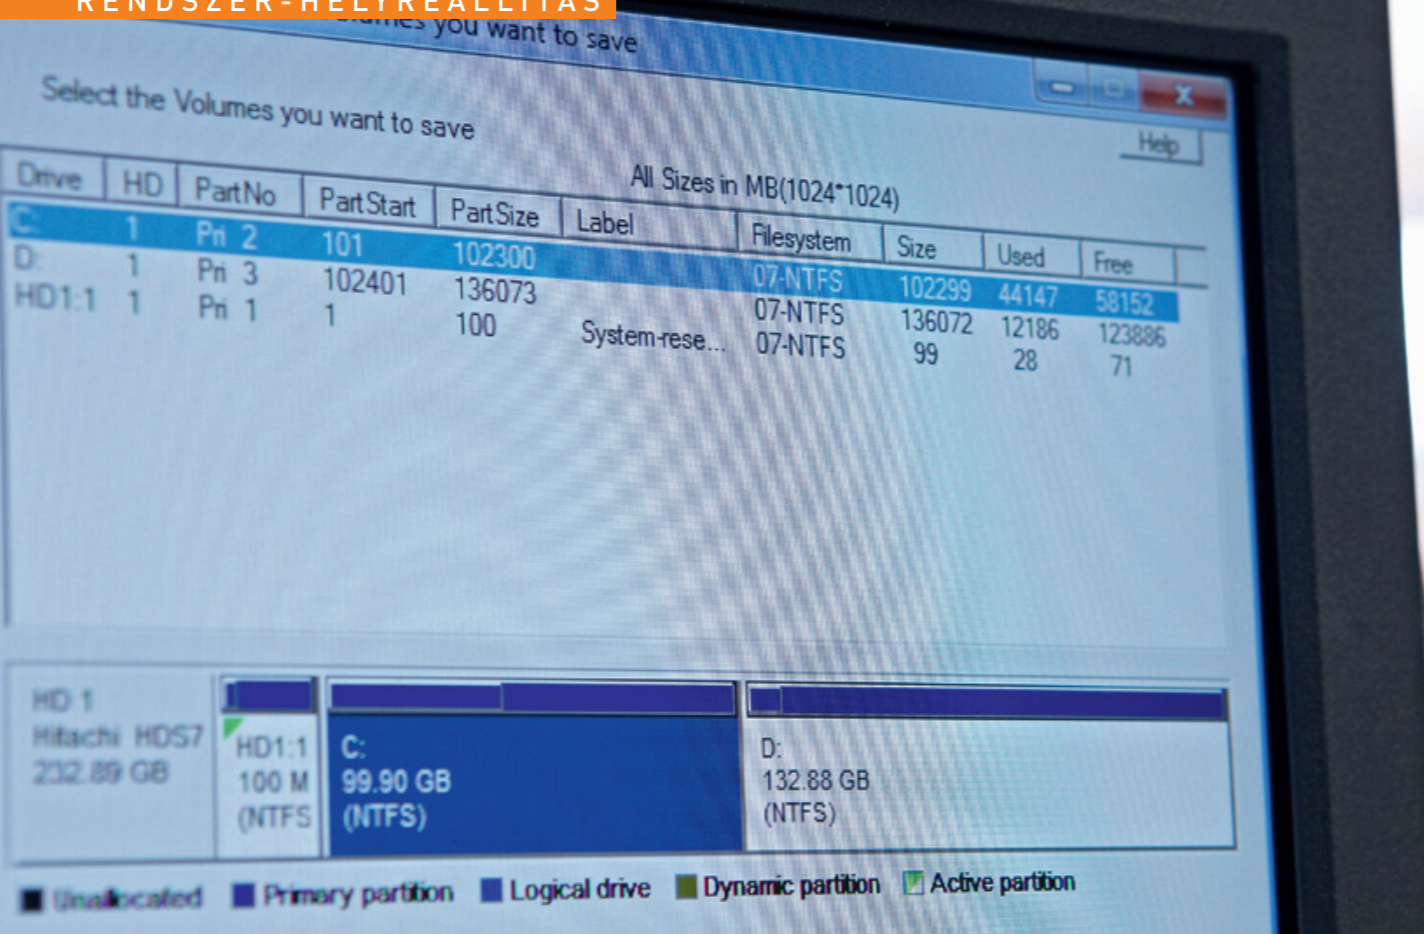 RENDSZER-HELYREÁLLÍTÁS
you want to save
Select the Volumes you want to save
Help
All Sizes in MB(1024*1024)
Drive HD PartNo PartStart PartSize Label Filesystem Size Used Free
C: 1 Pri 2 101 102300 07-NTFS 102299 44147 58152
D: 1 Pri 3 102401 136073 07-NTFS 136072 12186 123886
HD1:1 1 Pri 1 1 100 System-rese... 07-NTFS 99 28 71
HD 1
Hitachi HDS7
232.89 GB
HD1:1
100 M
(NTFS
C:
99.90 GB
(NTFS)
D:
132.88 GB
(NTFS)
Unallocated Primary partition Logical drive Dynamic partition Active partition